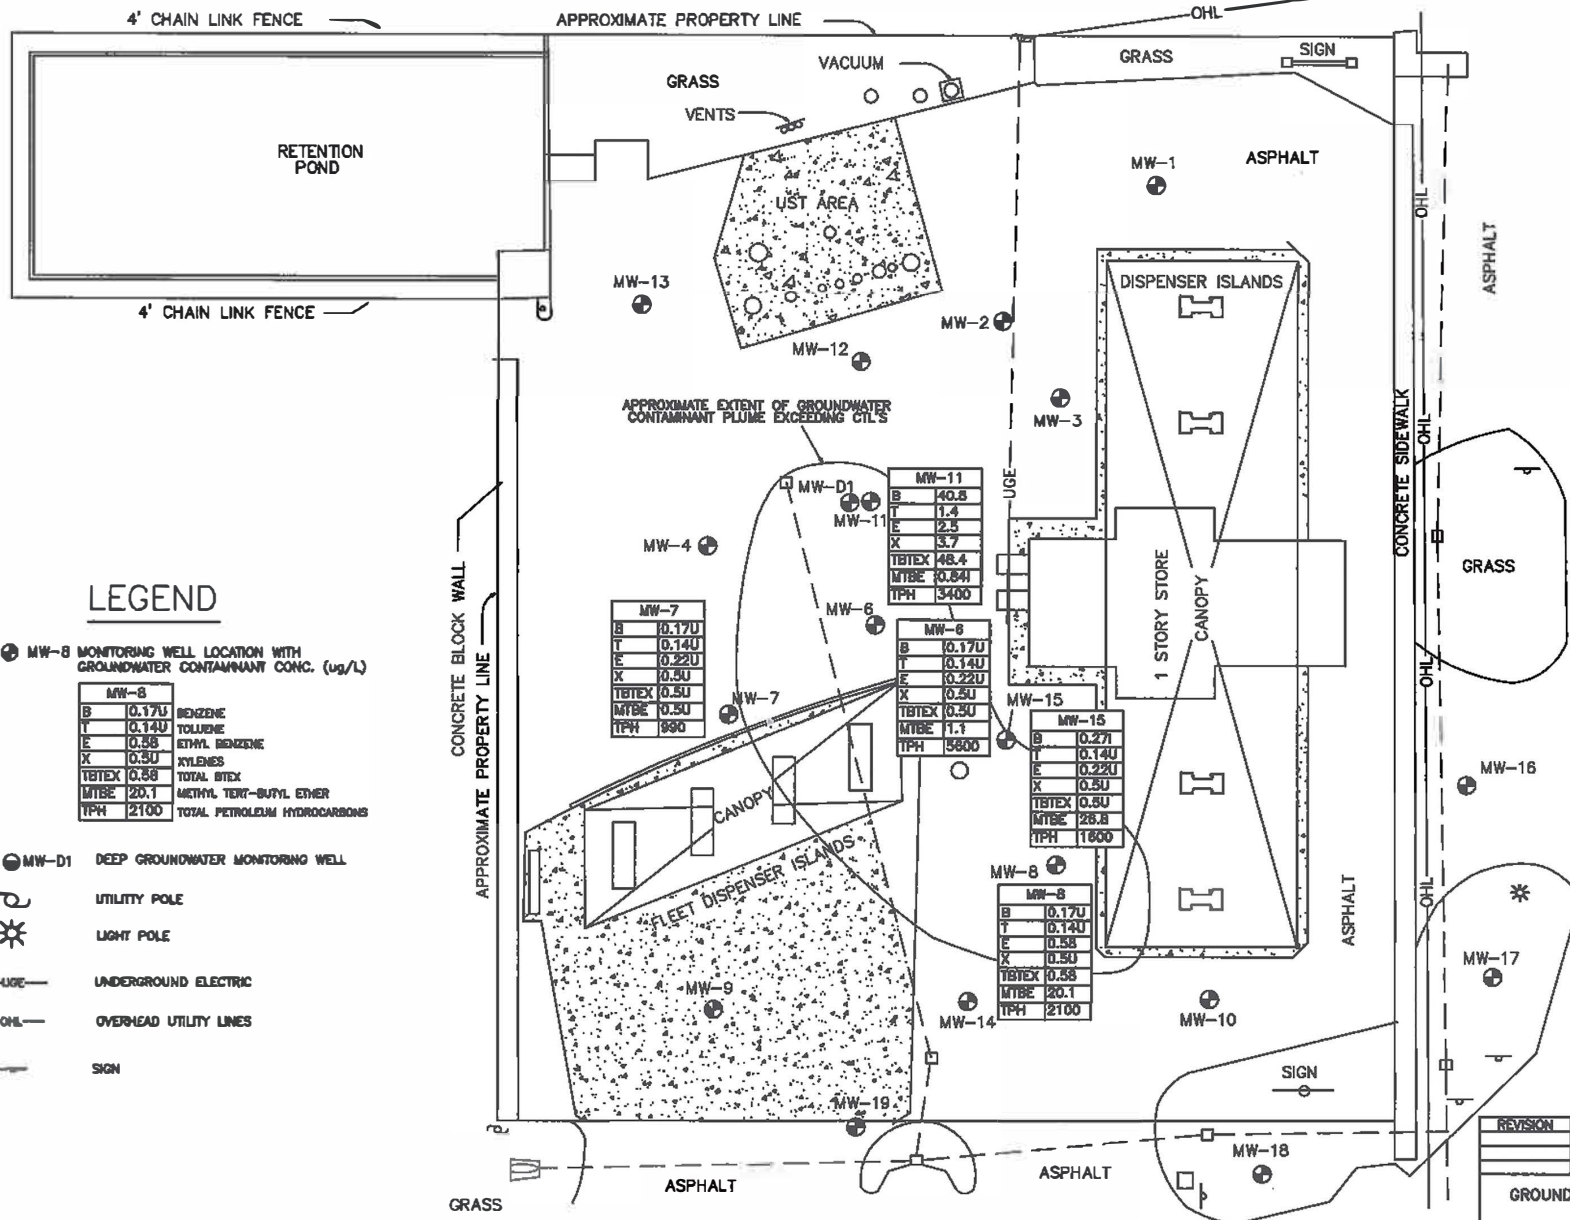 4' CHAIN LINK FENCE
APPROXIMATE PROPERTY LINE
OHL
GRASS
VACUUM
GRASS
SIGN
VENTS
RETENTION
POND
UST AREA
MW-1
ASPHALT
OHL
ASPHALT
MW-13
4' CHAIN LINK FENCE
DISPENSER ISLANDS
MW-2
MW-12
APPROXIMATE EXTENT OF GROUNDWATER
CONTAMINANT PLUME EXCEEDING CTL'S
MW-3
CONCRETE SIDEWALK
OHL
UGE
MW-D1
MW-11
MW-11
B 40.8
T 1.4
E 2.5
X 3.7
TBTEX 48.4
MTBE 0.84I
TPH 3400
MW-4
1 STORY STORE
CANOPY
GRASS
CONCRETE BLOCK WALL
APPROXIMATE PROPERTY LINE
MW-7
B 0.17U
T 0.14U
E 0.22U
X 0.5U
TBTEX 0.5U
MTBE 0.5U
TPH 990
MW-6
MW-6
B 0.17U
T 0.14U
E 0.22U
X 0.5U
TBTEX 0.5U
MTBE 1.1
TPH 5600
OHL
MW-7
MW-15
MW-15
B 0.27I
T 0.14U
E 0.22U
X 0.5U
TBTEX 0.5U
MTBE 26.8
TPH 1600
MW-16
CANOPY
FLEET DISPENSER ISLANDS
MW-8
MW-8
B 0.17U
T 0.14U
E 0.58
X 0.5U
TBTEX 0.58
MTBE 20.1
TPH 2100
OHL
ASPHALT
MW-17
MW-9
MW-14
MW-10
SIGN
MW-19
MW-18
ASPHALT
ASPHALT
GRASS
LEGEND
MW-8 MONITORING WELL LOCATION WITH
GROUNDWATER CONTAMINANT CONC. (ug/L)
MW-8
B 0.17U BENZENE
T 0.14U TOLUENE
E 0.58 ETHYL BENZENE
X 0.5U XYLENES
TBTEX 0.58 TOTAL BTEX
MTBE 20.1 METHYL TERT-BUTYL ETHER
TPH 2100 TOTAL PETROLEUM HYDROCARBONS
MW-D1 DEEP GROUNDWATER MONITORING WELL
UTILITY POLE
LIGHT POLE
UGE UNDERGROUND ELECTRIC
OHL OVERHEAD UTILITY LINES
SIGN
REVISION
GROUND